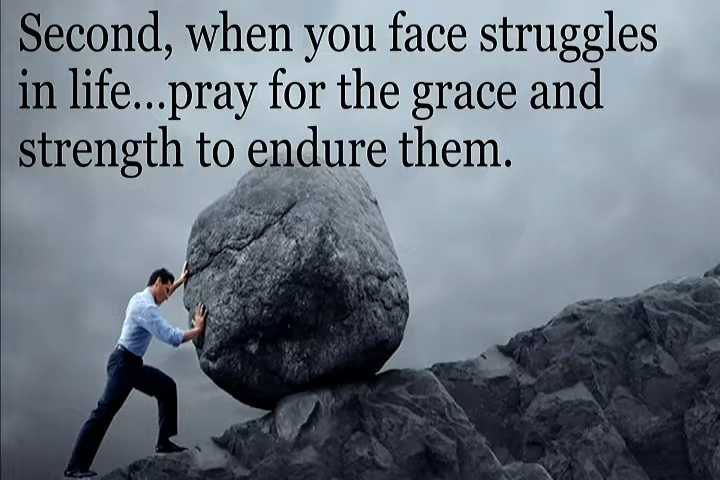 Second, when you face struggles
in life...pray for the grace and
strength to endure them.